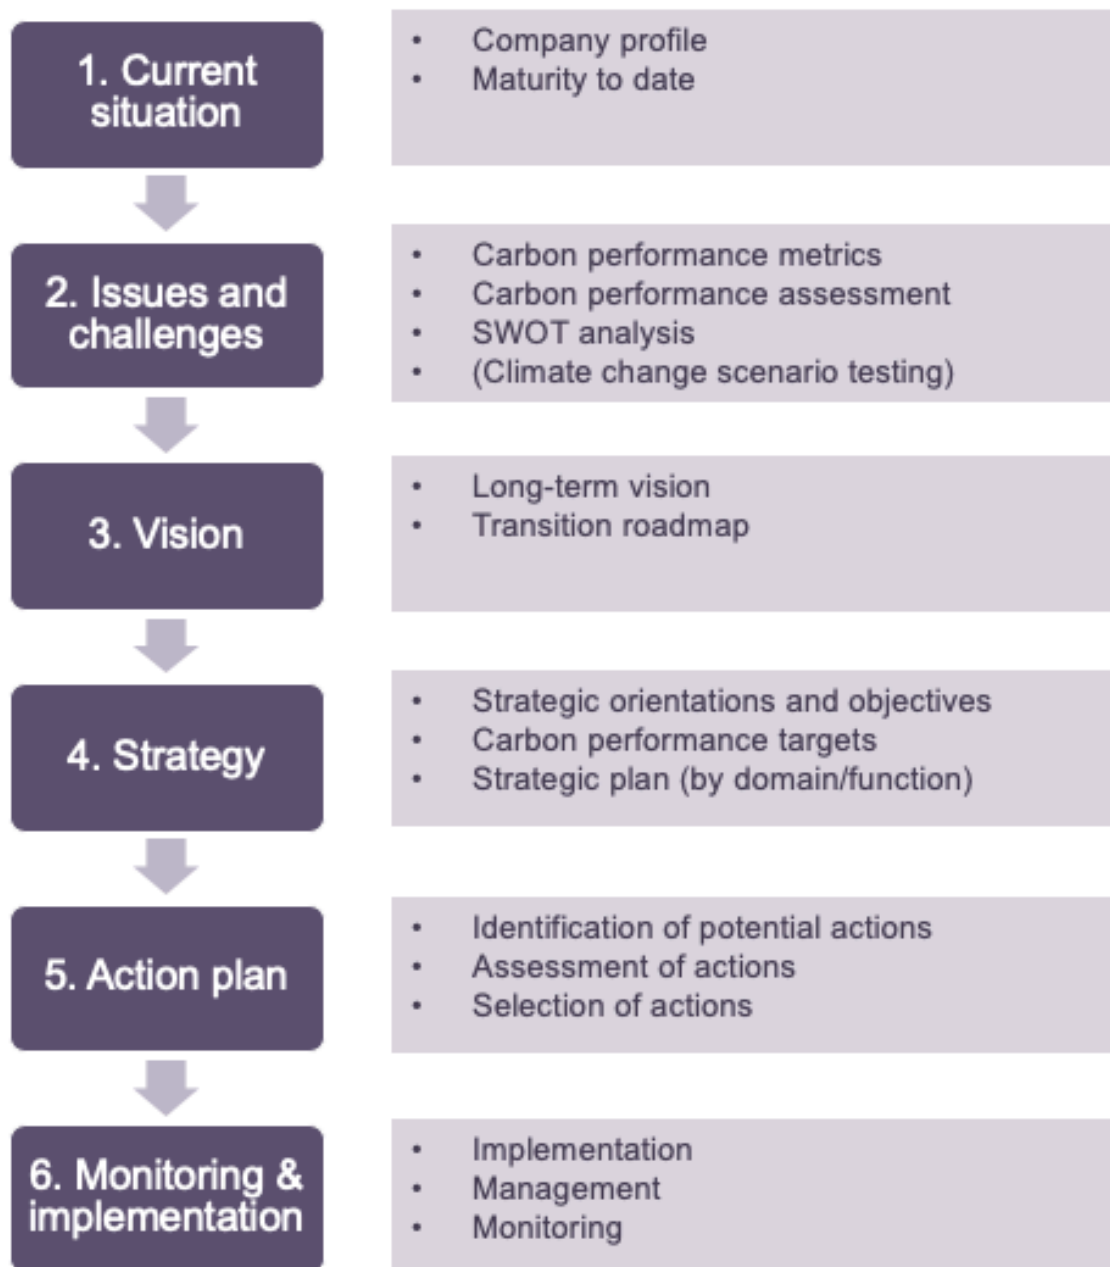 1. Current
situation
• Company profile
• Maturity to date
2. Issues and
challenges
• Carbon performance metrics
• Carbon performance assessment
• SWOT analysis
• (Climate change scenario testing)
3. Vision
• Long-term vision
• Transition roadmap
4. Strategy
• Strategic orientations and objectives
• Carbon performance targets
• Strategic plan (by domain/function)
5. Action plan
• Identification of potential actions
• Assessment of actions
• Selection of actions
6. Monitoring &
implementation
• Implementation
• Management
• Monitoring